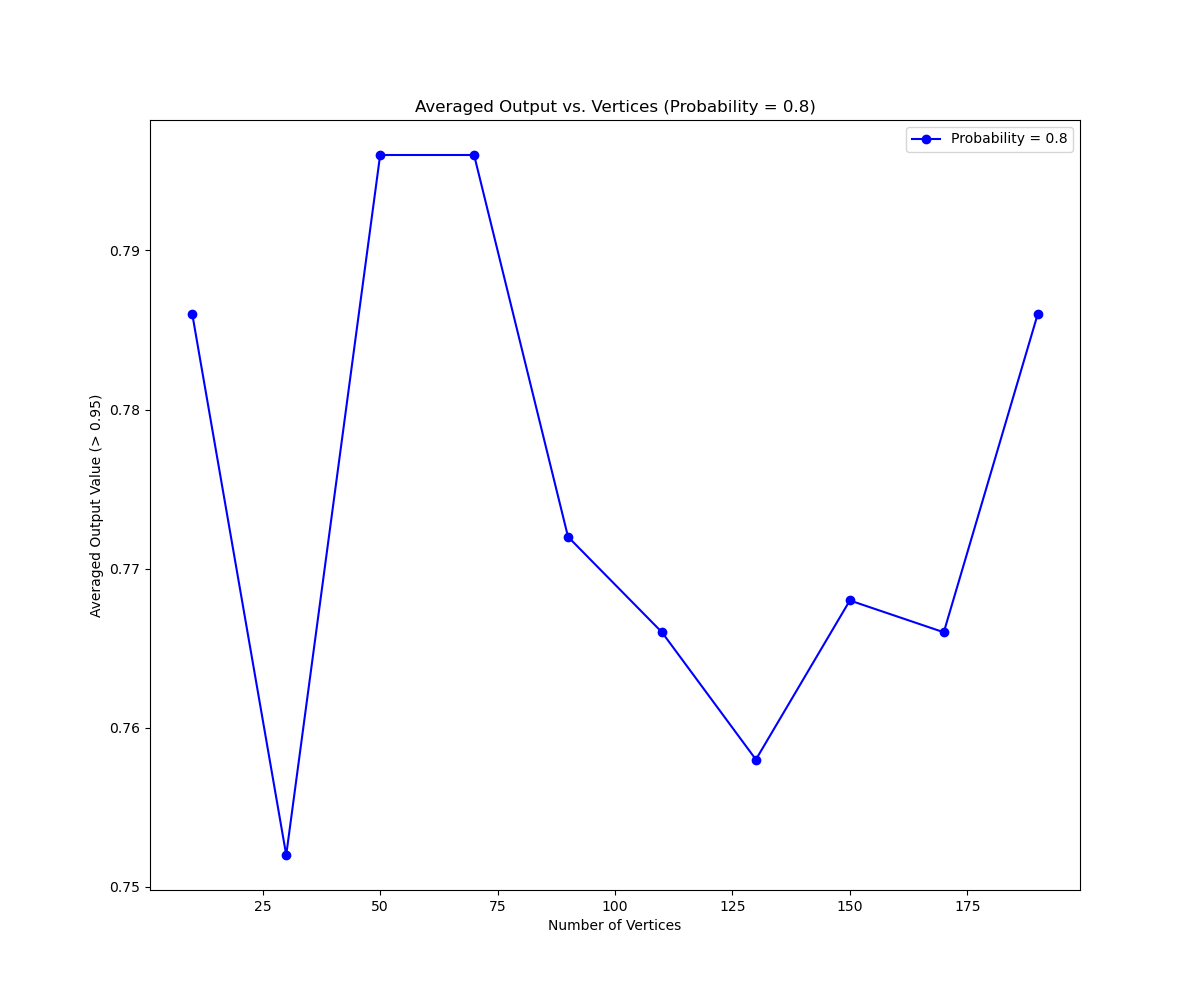 Averaged Output vs. Vertices (Probability = 0.8)
Probability = 0.8
Averaged Output Value (> 0.95)
0.79
0.78
0.77
0.76
0.75
25 50 75 100 125 150 175
Number of Vertices